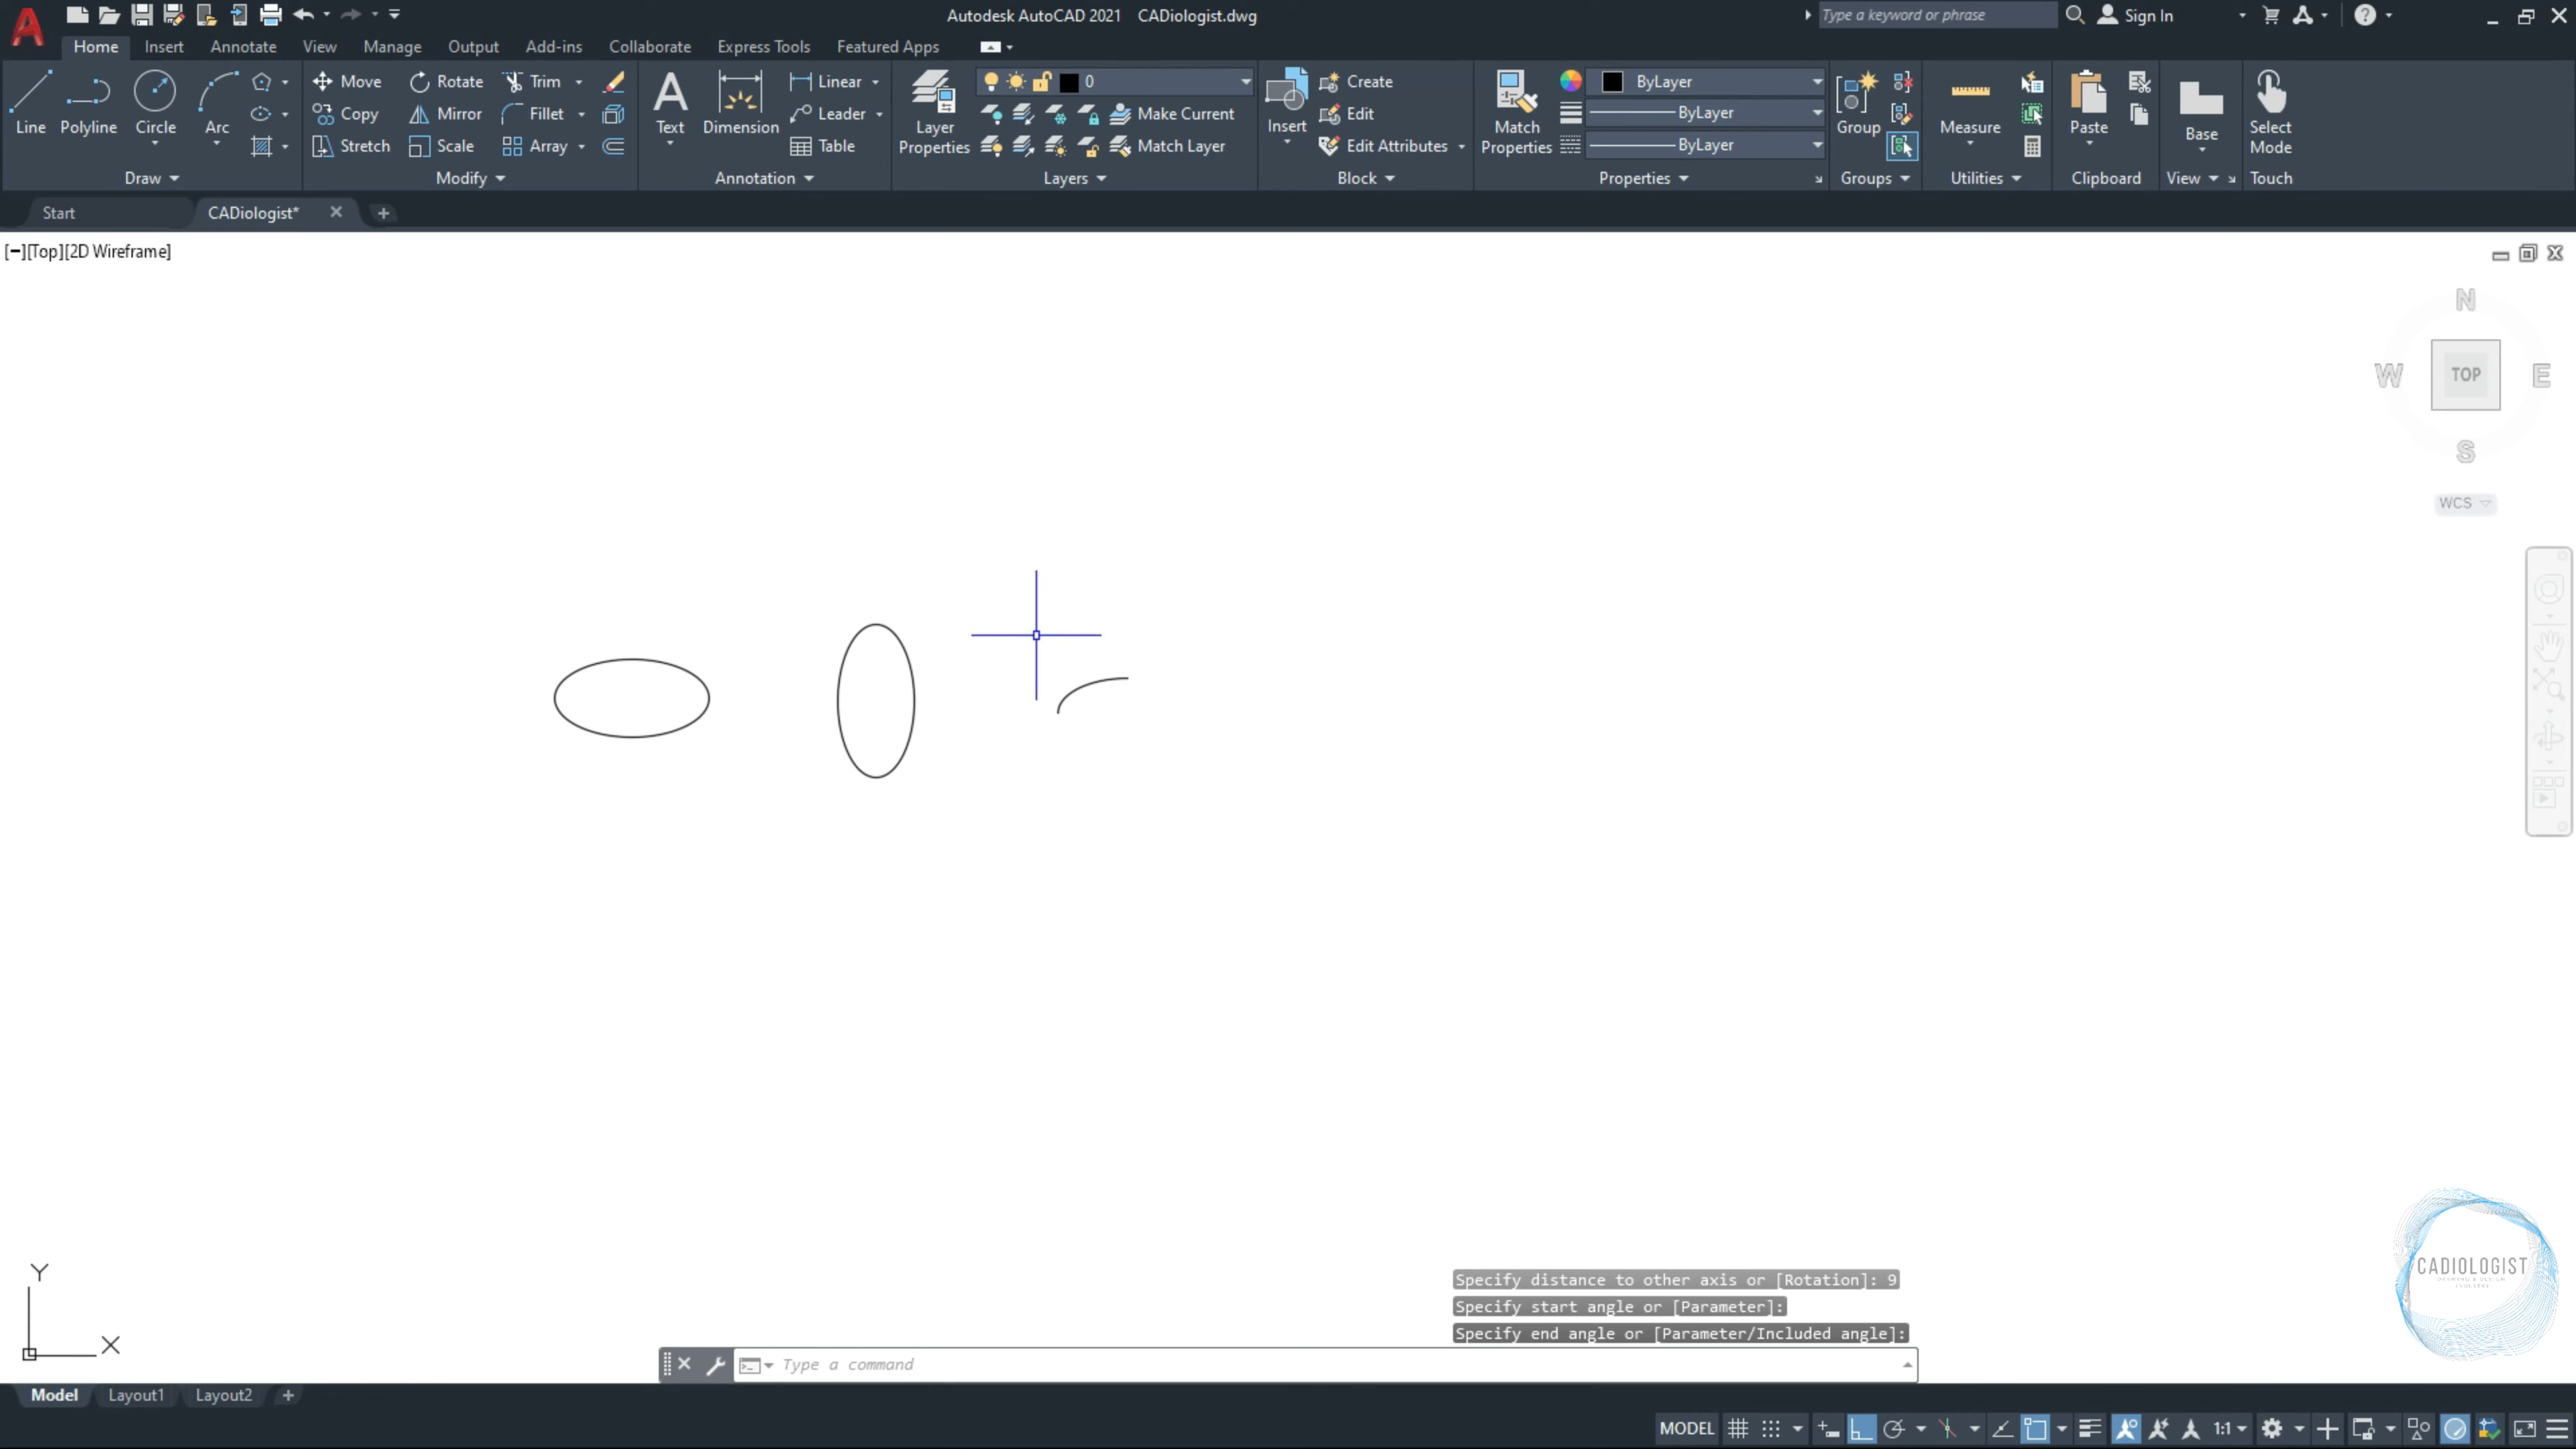 Autodesk AutoCAD 2021 CADiologist.dwg
Type a keyword or phrase
Sign In
Home Insert Annotate View Manage Output Add-ins Collaborate Express Tools Featured Apps
Line Polyline Circle Arc
Move Rotate Trim
Copy Mirror Fillet
Stretch Scale Array
Text Dimension
Linear
Leader
Table
Layer Properties
0
Make Current
Match Layer
Insert
Create
Edit
Edit Attributes
Match Properties
ByLayer
ByLayer
ByLayer
Group
Measure
Paste
Base
Select Mode
Draw Modify Annotation Layers Block Properties Groups Utilities Clipboard View Touch
Start CADiologist*
[−][Top][2D Wireframe]
N
W TOP E
S
WCS
Y
X
CADIOLOGIST
Specify distance to other axis or [Rotation]: 9
Specify start angle or [Parameter]:
Specify end angle or [Parameter/Included angle]:
Type a command
Model Layout1 Layout2
MODEL 1:1